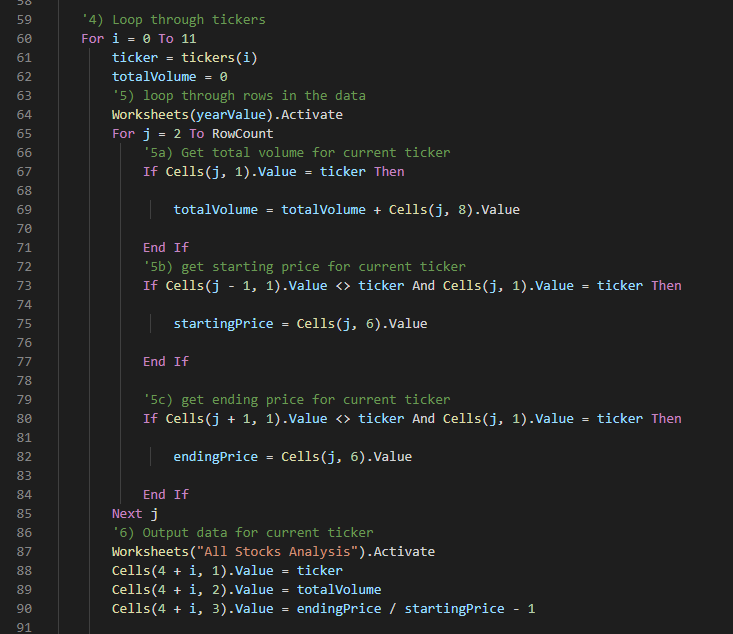 58
59 '4) Loop through tickers
60 For i = 0 To 11
61 ticker = tickers(i)
62 totalVolume = 0
63 '5) loop through rows in the data
64 Worksheets(yearValue).Activate
65 For j = 2 To RowCount
66 '5a) Get total volume for current ticker
67 If Cells(j, 1).Value = ticker Then
68
69 totalVolume = totalVolume + Cells(j, 8).Value
70
71 End If
72 '5b) get starting price for current ticker
73 If Cells(j - 1, 1).Value <> ticker And Cells(j, 1).Value = ticker Then
74
75 startingPrice = Cells(j, 6).Value
76
77 End If
78
79 '5c) get ending price for current ticker
80 If Cells(j + 1, 1).Value <> ticker And Cells(j, 1).Value = ticker Then
81
82 endingPrice = Cells(j, 6).Value
83
84 End If
85 Next j
86 '6) Output data for current ticker
87 Worksheets("All Stocks Analysis").Activate
88 Cells(4 + i, 1).Value = ticker
89 Cells(4 + i, 2).Value = totalVolume
90 Cells(4 + i, 3).Value = endingPrice / startingPrice - 1
91